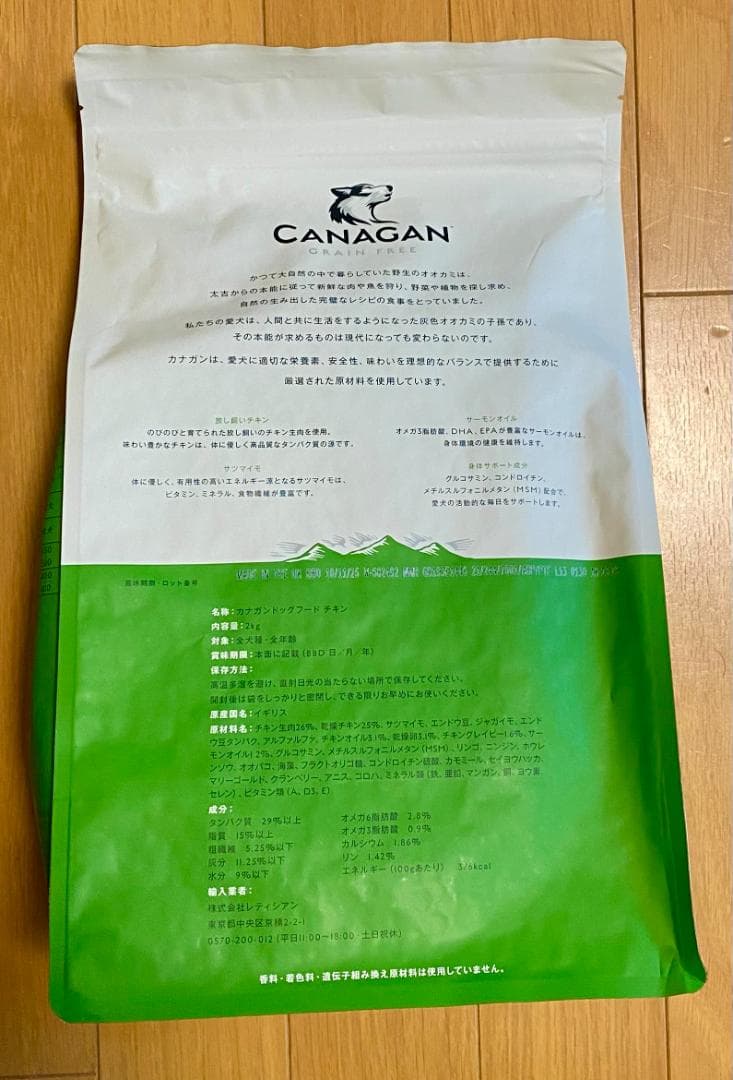 CANAGAN
GRAIN FREE
かつて大自然の中で暮らしていた野生のオオカミは、
太古からの本能に従って新鮮な肉や魚を狩り、野菜や植物を探し求め、
自然の生み出した完璧なレシピの食事をとっていました。
私たちの愛犬は、人間と共に生活をするようになった灰色オオカミの子孫であり、
その本能が求めるものは現代になっても変わらないのです。
カナガンは、愛犬に適切な栄養素、安全性、味わいを理想的なバランスで提供するために
厳選された原材料を使用しています。
放し飼いチキン
のびのびと育てられた放し飼いのチキン生肉を使用。
味わい豊かなチキンは、体に優しく高品質なタンパク質の源です。
サーモンオイル
オメガ3脂肪酸、DHA、EPAが豊富なサーモンオイルは、
身体環境の健康を維持します。
サツマイモ
体に優しく、有用性の高いエネルギー源となるサツマイモは、
ビタミン、ミネラル、食物繊維が豊富です。
身体サポート成分
グルコサミン、コンドロイチン、
メチルスルフォニルメタン(MSM)配合で、
愛犬の活動的な毎日をサポートします。
賞味期限・ロット番号
名称:カナガンドッグフード チキン
内容量:2kg
対象:全犬種・全年齢
賞味期限:本面に記載(BBD 日/月/年)
保存方法:
高温多湿を避け、直射日光の当たらない場所で保存してください。
開封後は袋をしっかりと密閉し、できる限りお早めにお使いください。
原産国名:イギリス
原材料名:チキン生肉26%、乾燥チキン25%、サツマイモ、エンドウ豆、ジャガイモ、エンド
ウ豆タンパク、アルファルファ、チキンオイル3.1%、乾燥卵3.1%、チキングレイビー1.6%、サー
モンオイル1.2%、グルコサミン、メチルスルフォニルメタン(MSM)、リンゴ、ニンジン、ホウレ
ンソウ、オオバコ、海藻、フラクトオリゴ糖、コンドロイチン硫酸、カモミール、セイヨウハッカ、
マリーゴールド、クランベリー、アニス、コロハ、ミネラル類(鉄、亜鉛、マンガン、銅、ヨウ素、
セレン)、ビタミン類(A、D3、E)
成分:
タンパク質 29%以上
脂質 15%以上
粗繊維 5.25%以下
灰分 11.25%以下
水分 9%以下
オメガ6脂肪酸 2.8%
オメガ3脂肪酸 0.9%
カルシウム 1.86%
リン 1.42%
エネルギー(100gあたり) 376kcal
輸入業者:
株式会社レティシアン
東京都中央区京橋2-2-1
0570-200-012(平日11:00〜18:00・土日祝休)
香料・着色料・遺伝子組み換え原材料は使用していません。